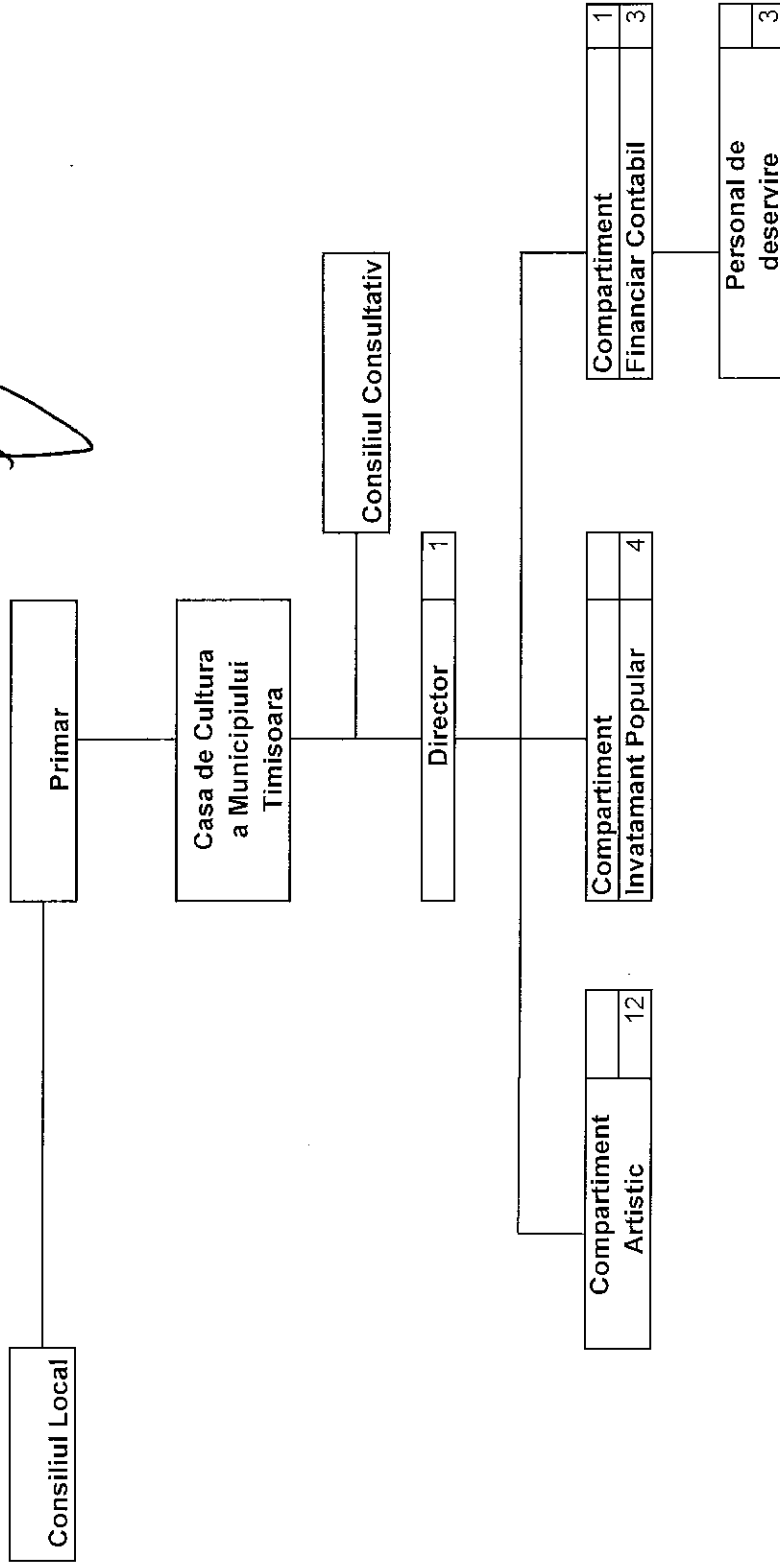 Consiliul Local
Primar
Casa de Cultura
a Municipiului
Timisoara
Consiliul Consultativ
Director 1
Compartiment
Artistic 12
Compartiment
Invatamant Popular 4
Compartiment 1
Financiar Contabil 3
Personal de
deservire 3